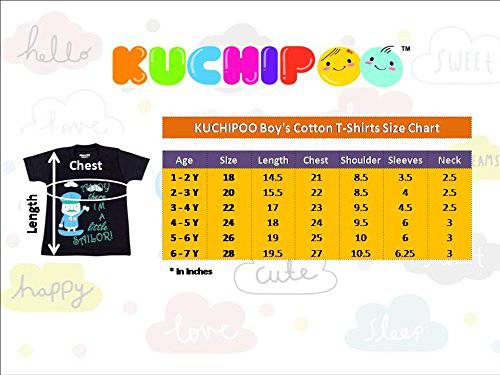 hello
KUCHIPOO™
SWEET
love
KUCHIPOO Boy's Cotton T-Shirts Size Chart
Chest
Length
I'M
A
little
SAILOR!
Age Size Length Chest Shoulder Sleeves Neck
1 - 2 Y 18 14.5 21 8.5 3.5 2.5
2 - 3 Y 20 15.5 22 8.5 4 2.5
3 - 4 Y 22 17 23 9.5 4.5 2.5
4 - 5 Y 24 18 24 9.5 6 3
5 - 6 Y 26 19 25 10 6 3
6 - 7 Y 28 19.5 27 10.5 6.25 3
* In Inches
happy
cute
love
Sleep